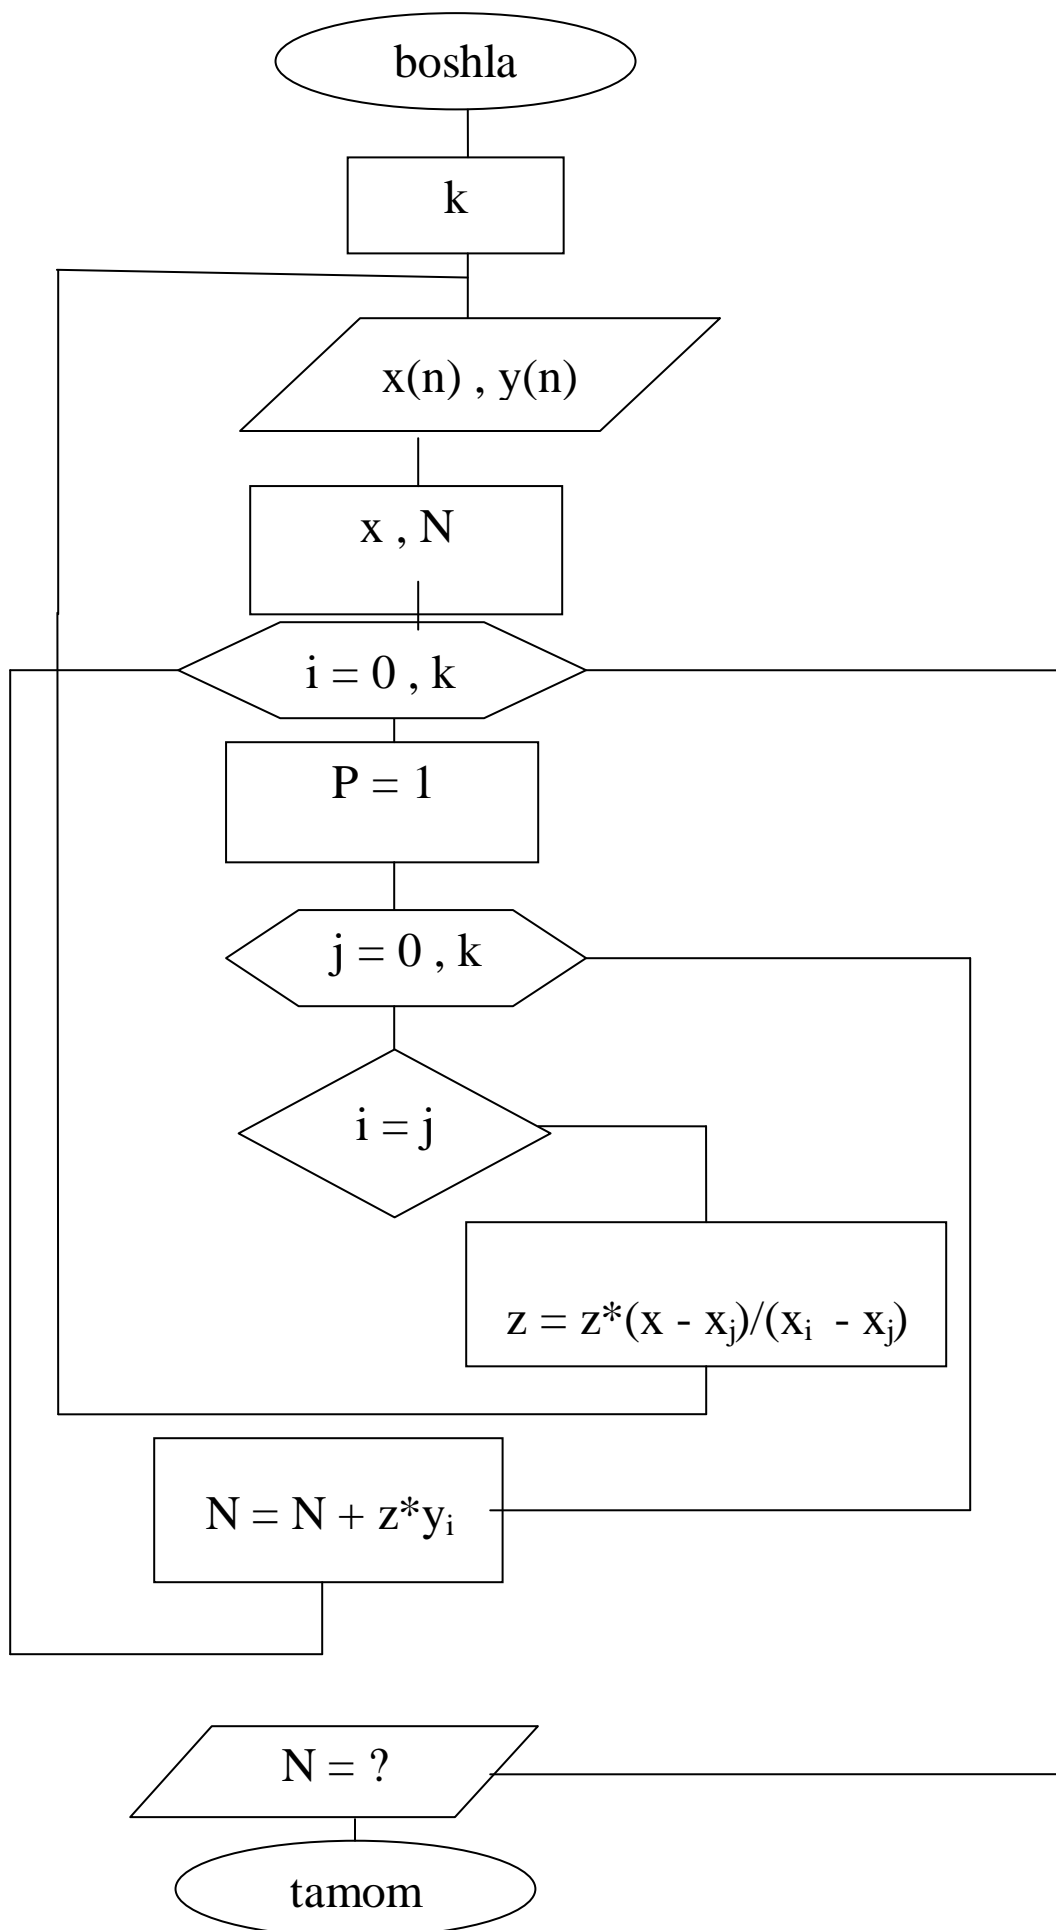 boshla
k
x(n) , y(n)
x , N
i = 0 , k
P = 1
j = 0 , k
i = j
z = z*(x - xⱼ)/(xᵢ - xⱼ)
N = N + z*yᵢ
N = ?
tamom